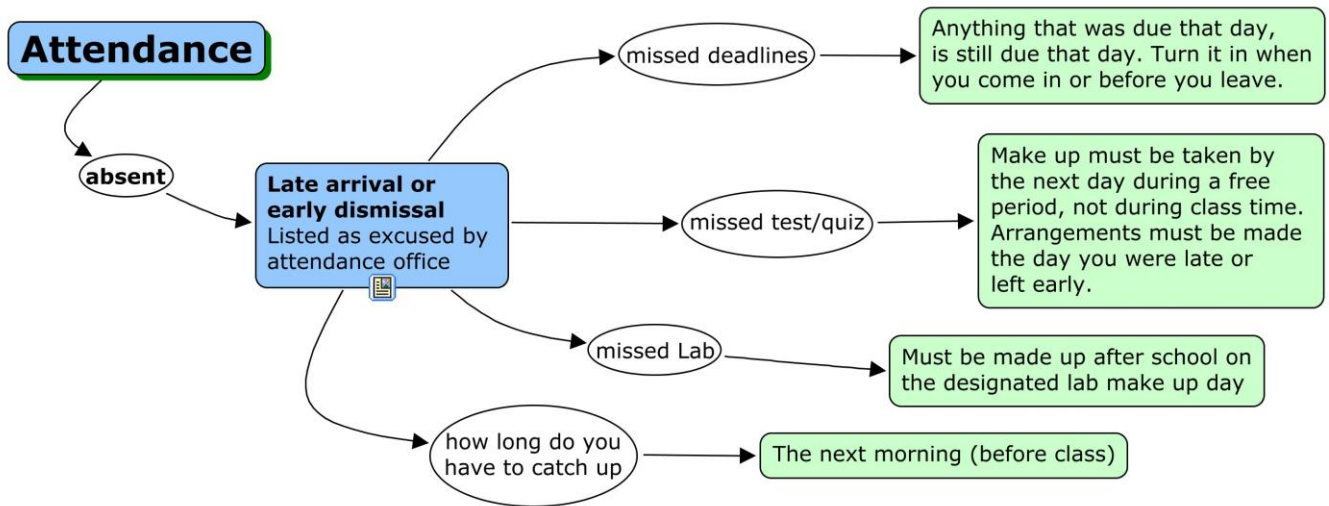 Attendance
absent
Late arrival or
early dismissal
Listed as excused by
attendance office
missed deadlines
Anything that was due that day,
is still due that day. Turn it in when
you come in or before you leave.
missed test/quiz
Make up must be taken by
the next day during a free
period, not during class time.
Arrangements must be made
the day you were late or
left early.
missed Lab
Must be made up after school on
the designated lab make up day
how long do you
have to catch up
The next morning (before class)